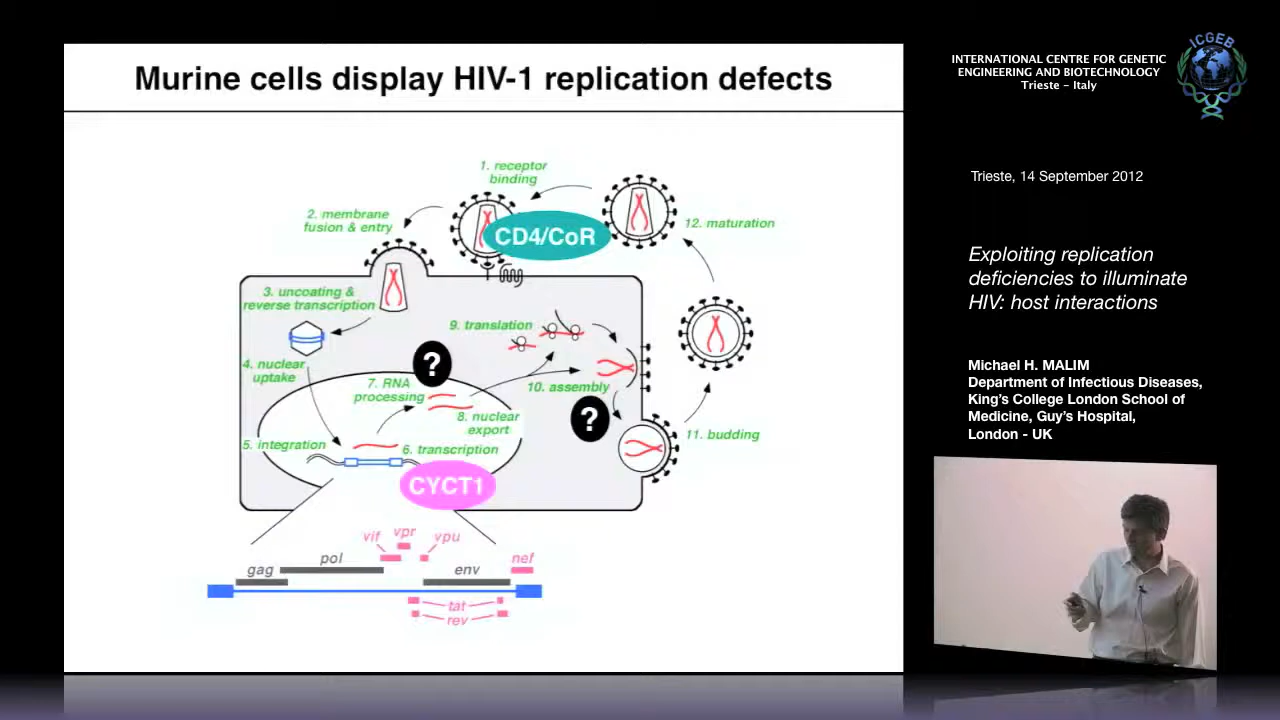 Murine cells display HIV-1 replication defects
1. receptor
binding
2. membrane
fusion & entry
CD4/CoR
12. maturation
3. uncoating &
reverse transcription
9. translation
4. nuclear
uptake
?
7. RNA
processing
10. assembly
8. nuclear
export
?
11. budding
5. integration
6. transcription
CYCT1
vif
vpr
vpu
gag
pol
env
nef
tat
rev
INTERNATIONAL CENTRE FOR GENETIC
ENGINEERING AND BIOTECHNOLOGY
Trieste - Italy
ICGEB
Trieste, 14 September 2012
Exploiting replication
deficiencies to illuminate
HIV: host interactions
Michael H. MALIM
Department of Infectious Diseases,
King's College London School of
Medicine, Guy's Hospital,
London - UK